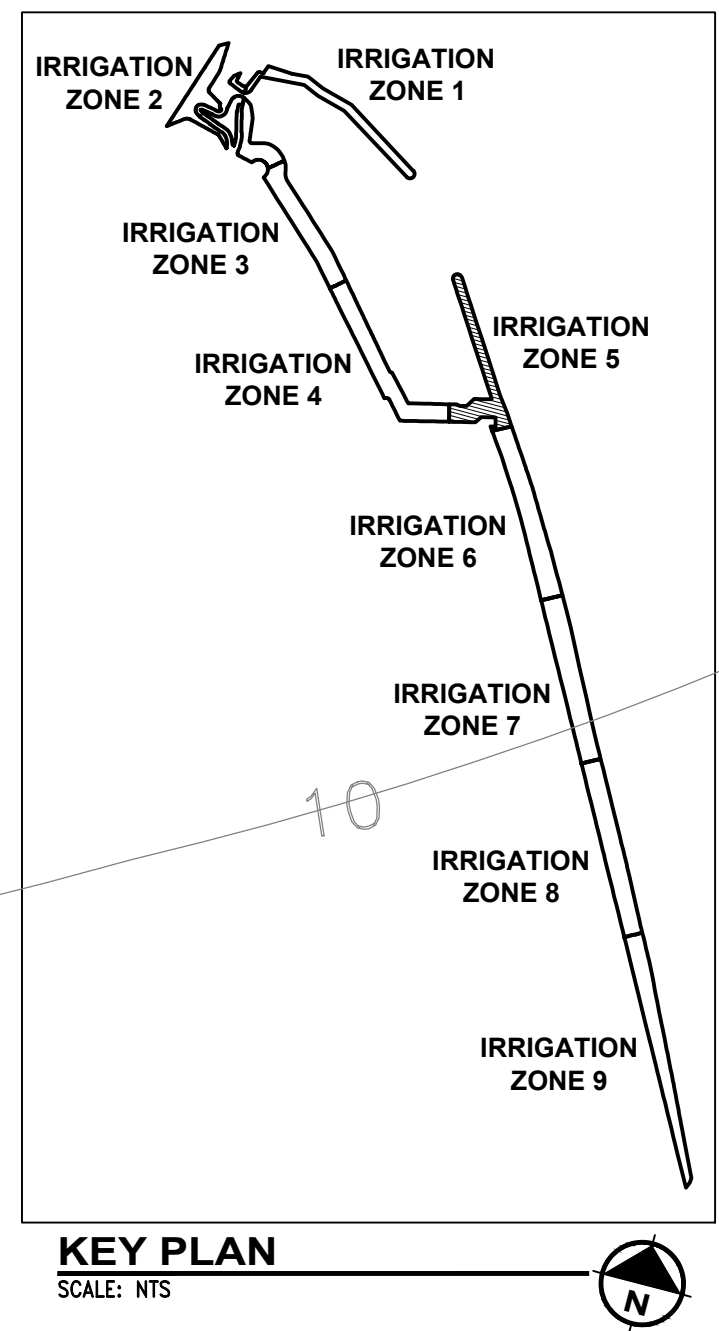 IRRIGATION
ZONE 2
IRRIGATION
ZONE 1
IRRIGATION
ZONE 3
IRRIGATION
ZONE 5
IRRIGATION
ZONE 4
IRRIGATION
ZONE 6
IRRIGATION
ZONE 7
10
IRRIGATION
ZONE 8
IRRIGATION
ZONE 9
KEY PLAN
SCALE: NTS
N